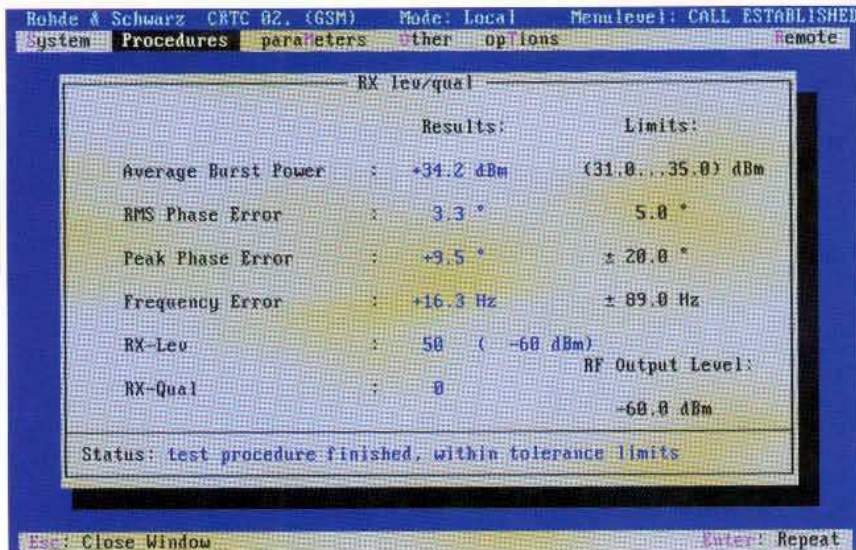 Rohde & Schwarz CRTC 02. (GSM) Mode: Local Menulevel: CALL ESTABLISHED
System Procedures paraMeters Other opTions Remote
RX lev/qual
Results: Limits:
Average Burst Power : +34.2 dBm (31.0...35.0) dBm
RMS Phase Error : 3.3 ° 5.0 °
Peak Phase Error : +9.5 ° ± 20.0 °
Frequency Error : +16.3 Hz ± 89.0 Hz
RX-Lev : 50 ( -60 dBm)
RF Output Level:
RX-Qual : 0
-60.0 dBm
Status: test procedure finished, within tolerance limits
Esc: Close Window Enter: Repeat